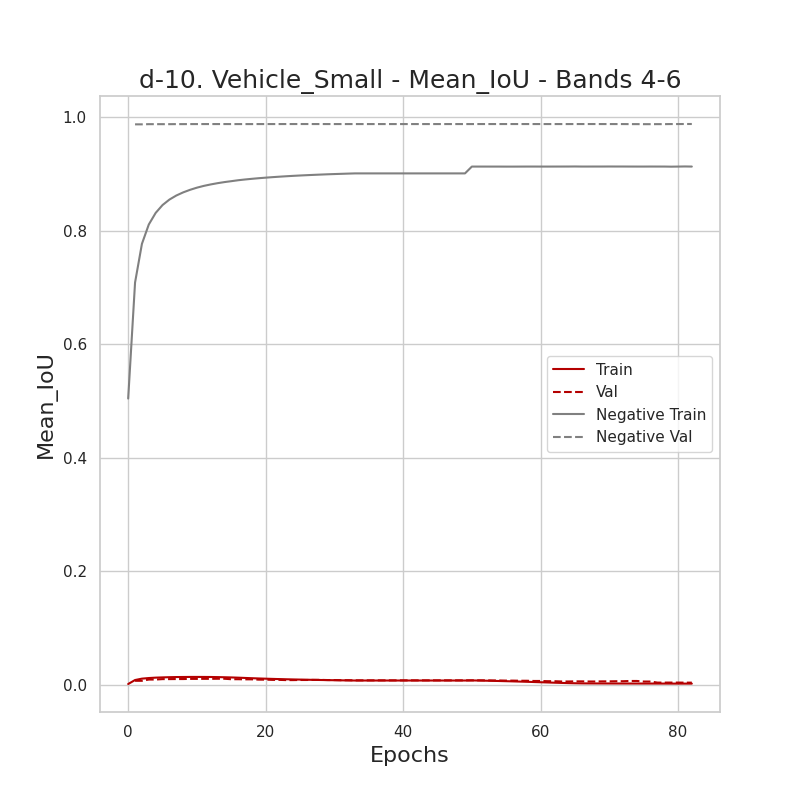 d-10. Vehicle_Small - Mean_IoU - Bands 4-6
1.0
0.8
0.6
0.4
0.2
0.0
Mean_IoU
Train
Val
Negative Train
Negative Val
0 20 40 60 80
Epochs